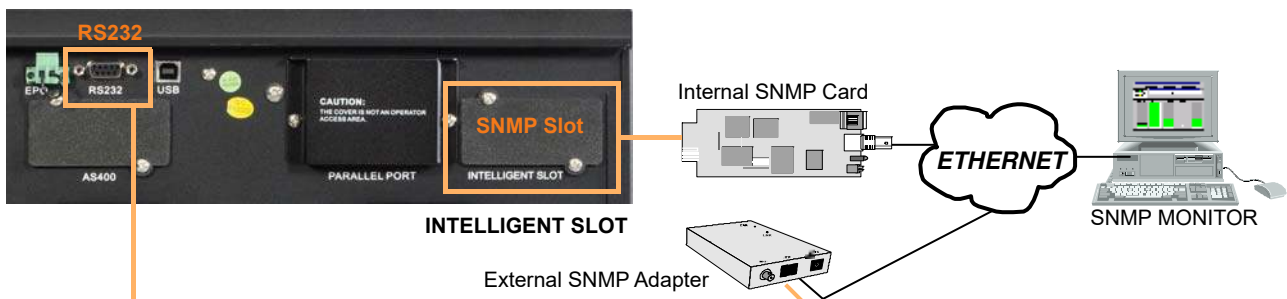 RS232
EPO
RS232
USB
CAUTION:
THE COVER IS NOT AN OPERATOR
ACCESS AREA.
SNMP Slot
AS400
PARALLEL PORT
INTELLIGENT SLOT
INTELLIGENT SLOT
Internal SNMP Card
ETHERNET
SNMP MONITOR
External SNMP Adapter